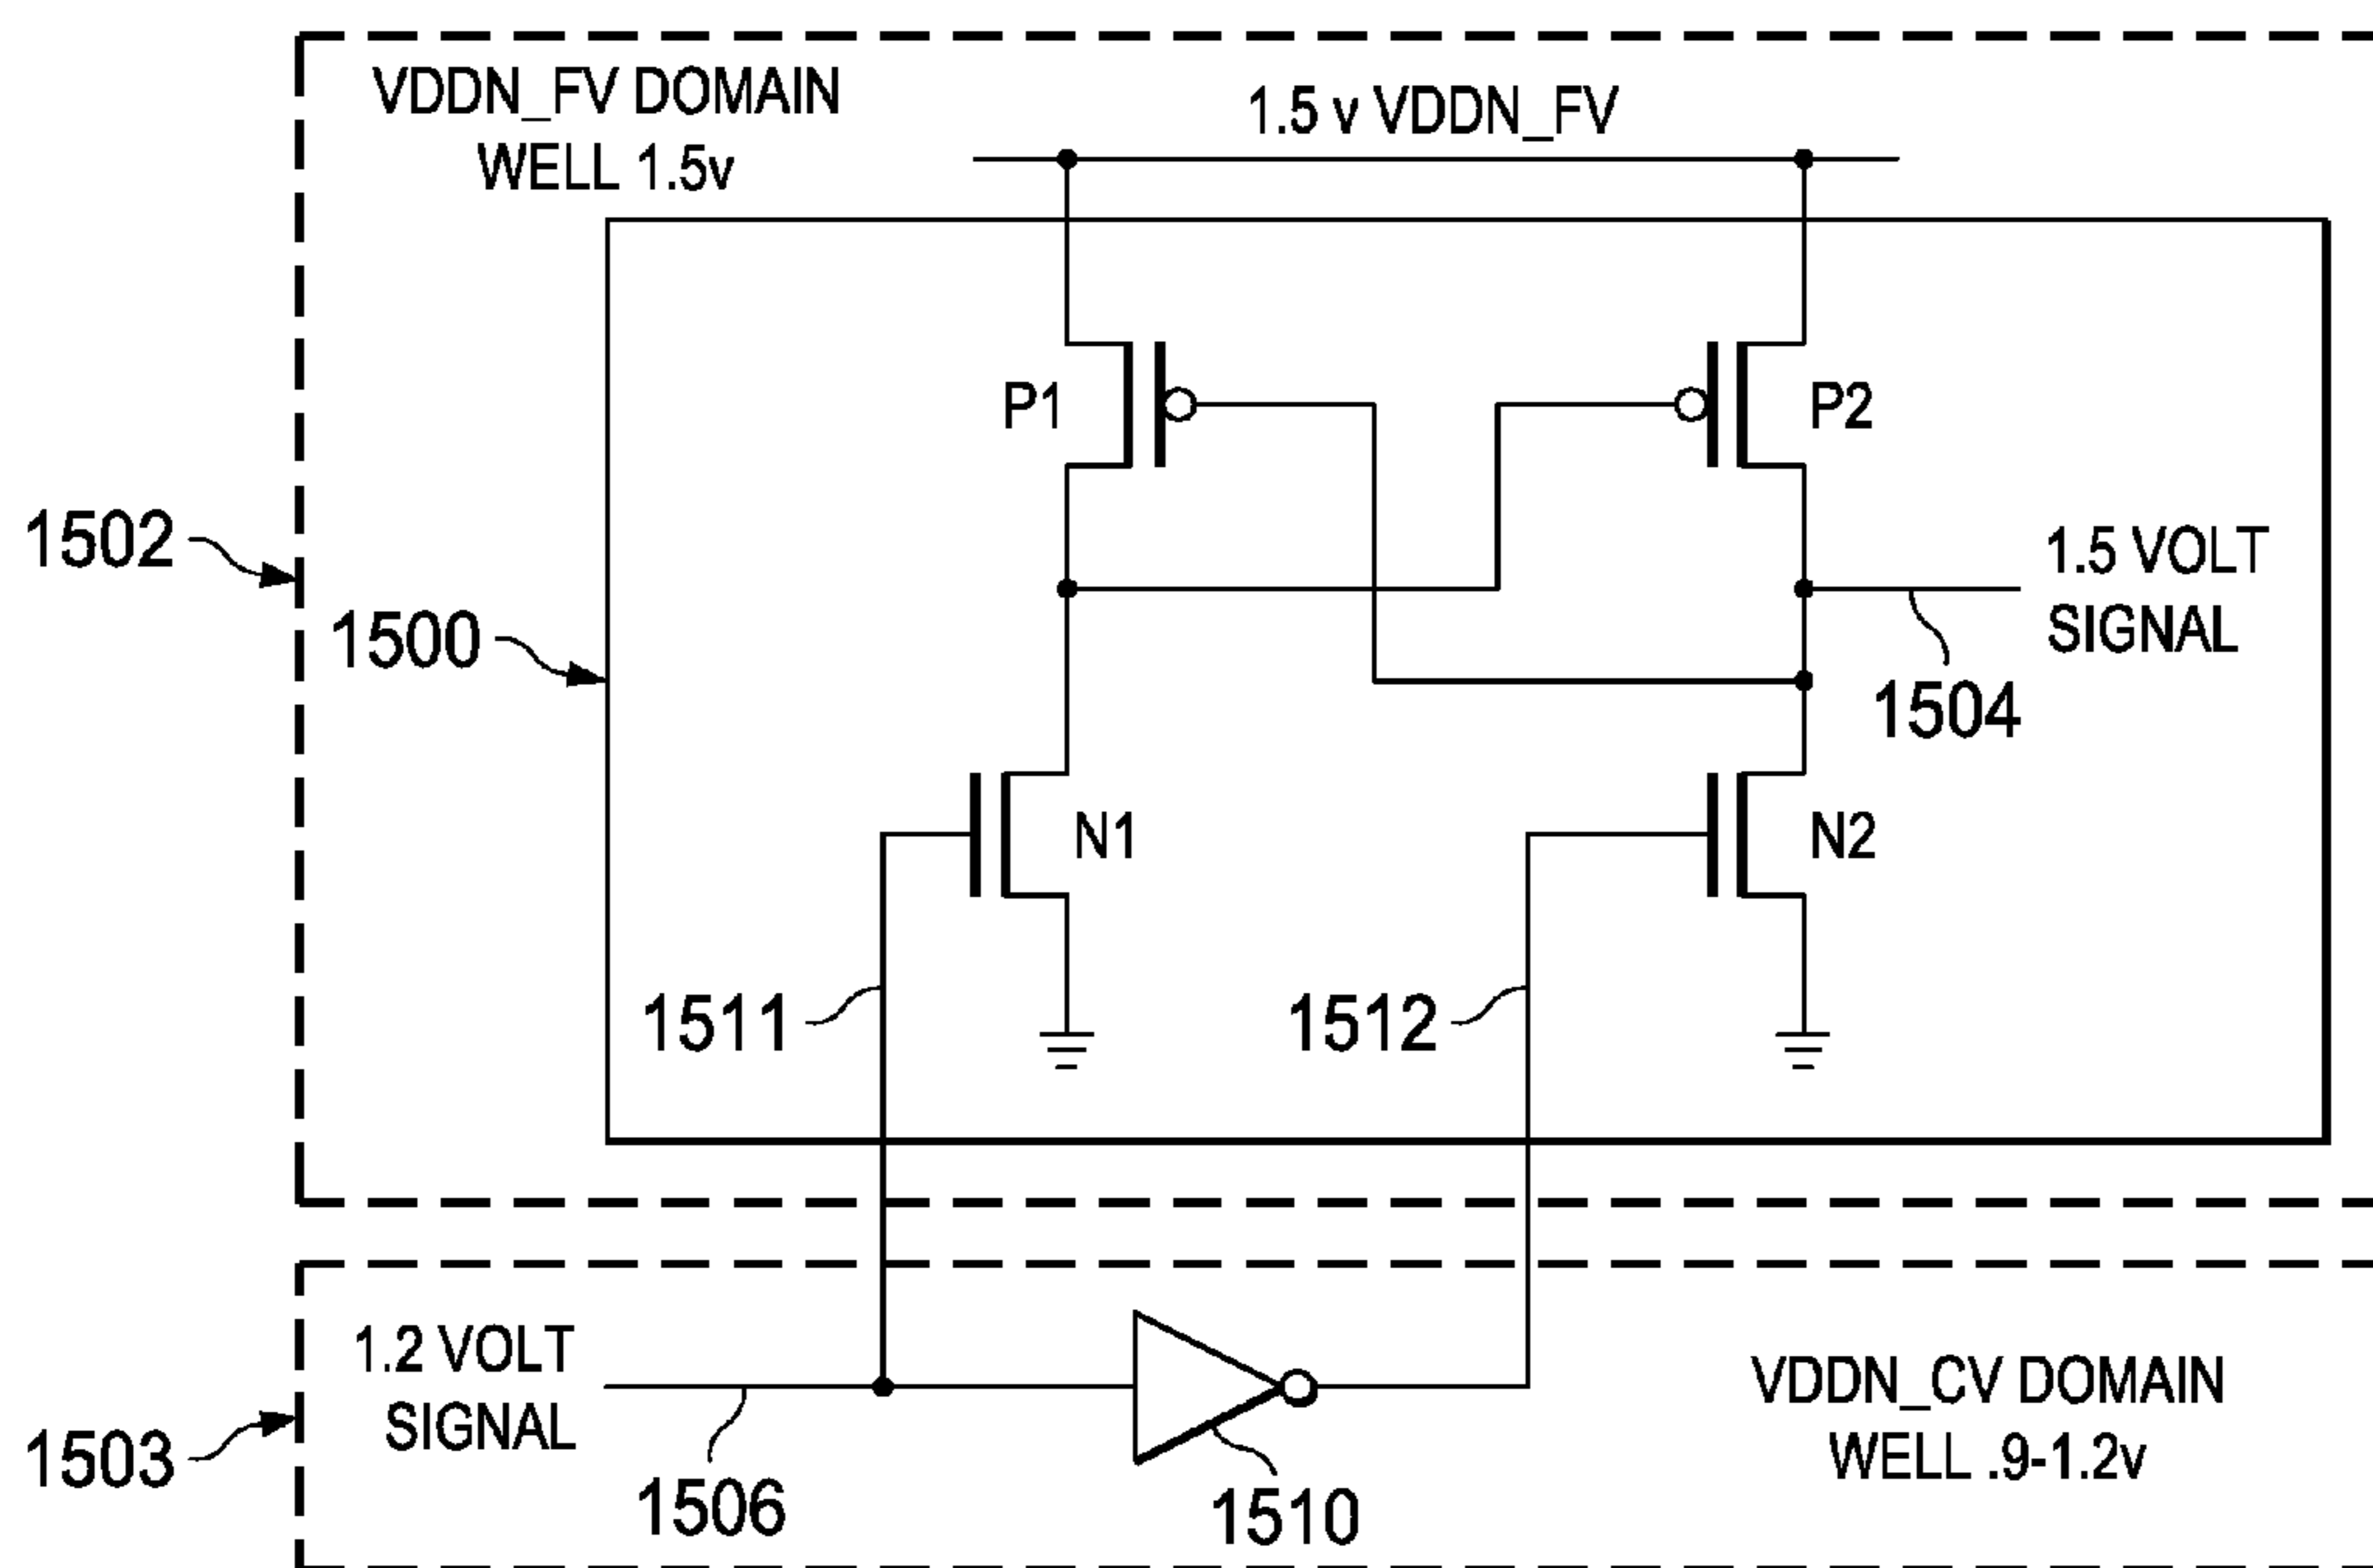 VDDN_FV DOMAIN
WELL 1.5v
1.5 v VDDN_FV
P1
P2
1502
1500
1.5 VOLT
SIGNAL
1504
N1
N2
1511
1512
1.2 VOLT
SIGNAL
1503
1506
1510
VDDN_CV DOMAIN
WELL .9-1.2v